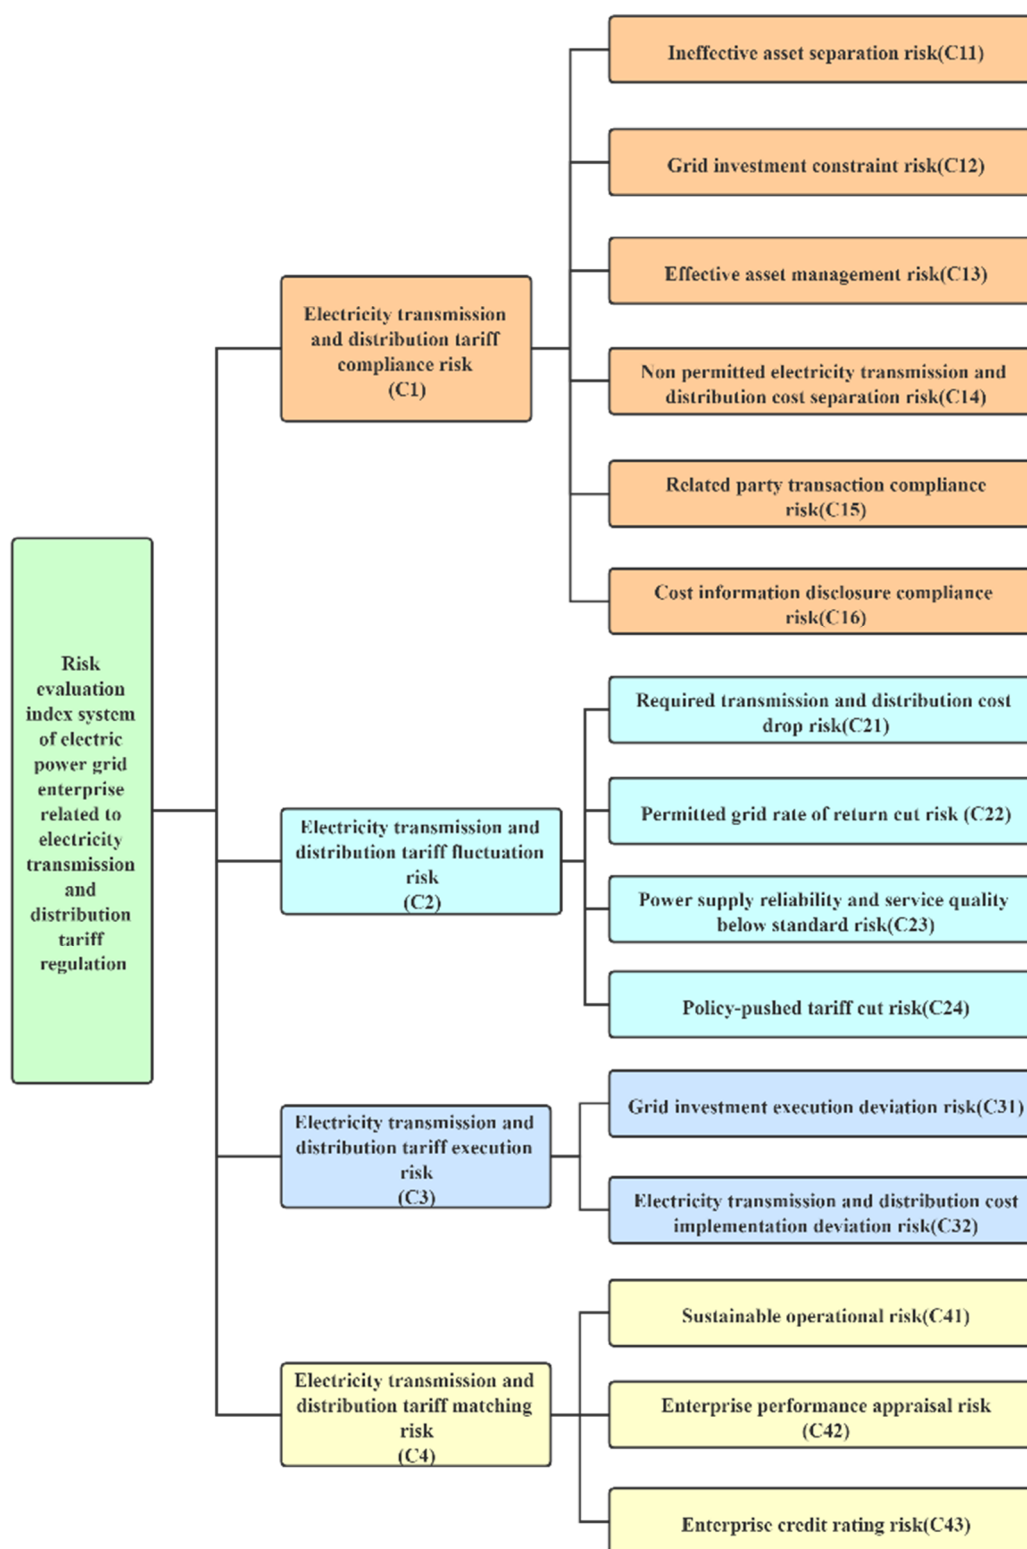 Risk
evaluation
index system
of electric
power grid
enterprise
related to
electricity
transmission
and
distribution
tariff
regulation
Electricity transmission
and distribution tariff
compliance risk
(C1)
Ineffective asset separation risk(C11)
Grid investment constraint risk(C12)
Effective asset management risk(C13)
Non permitted electricity transmission and
distribution cost separation risk(C14)
Related party transaction compliance
risk(C15)
Cost information disclosure compliance
risk(C16)
Electricity transmission and
distribution tariff fluctuation
risk
(C2)
Required transmission and distribution cost
drop risk(C21)
Permitted grid rate of return cut risk (C22)
Power supply reliability and service quality
below standard risk(C23)
Policy-pushed tariff cut risk(C24)
Electricity transmission and
distribution tariff execution
risk
(C3)
Grid investment execution deviation risk(C31)
Electricity transmission and distribution cost
implementation deviation risk(C32)
Electricity transmission and
distribution tariff matching
risk
(C4)
Sustainable operational risk(C41)
Enterprise performance appraisal risk
(C42)
Enterprise credit rating risk(C43)